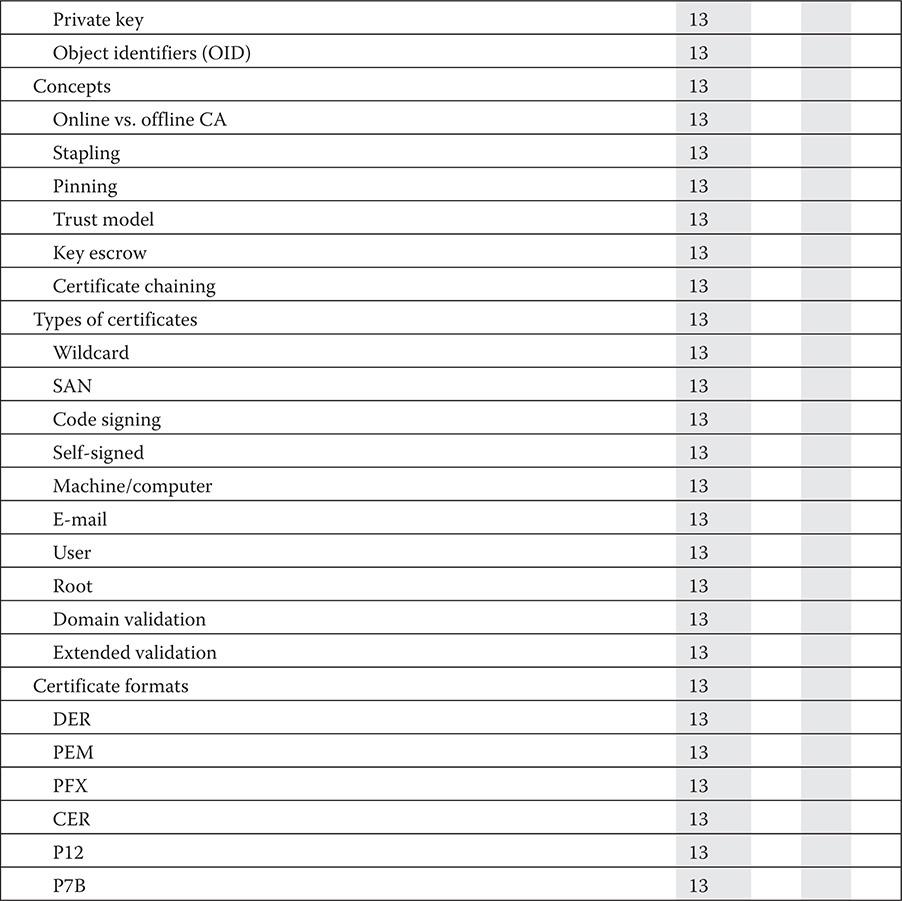 Private key 13
Object identifiers (OID) 13
Concepts 13
Online vs. offline CA 13
Stapling 13
Pinning 13
Trust model 13
Key escrow 13
Certificate chaining 13
Types of certificates 13
Wildcard 13
SAN 13
Code signing 13
Self-signed 13
Machine/computer 13
E-mail 13
User 13
Root 13
Domain validation 13
Extended validation 13
Certificate formats 13
DER 13
PEM 13
PFX 13
CER 13
P12 13
P7B 13